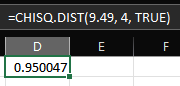 =CHISQ.DIST(9.49, 4, TRUE)
D E F
0.950047